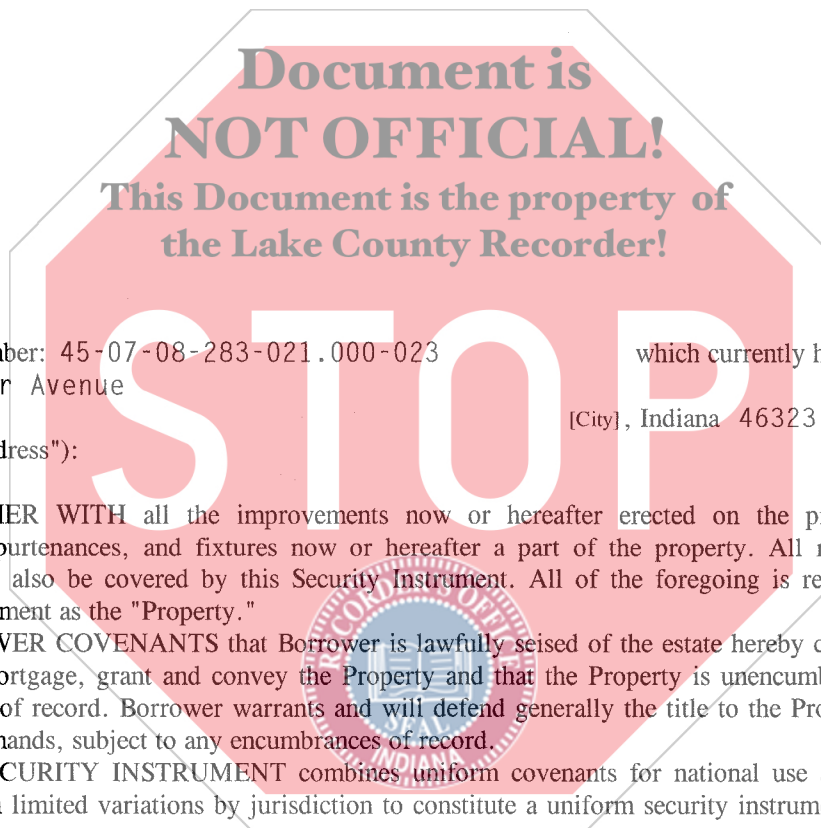 Document is
NOT OFFICIAL!
This Document is the property of
the Lake County Recorder!
STOP
ber: 45-07-08-283-021.000-023 which currently h
r Avenue
[City], Indiana 46323
dress"):
ER WITH all the improvements now or hereafter erected on the p
ourtenances, and fixtures now or hereafter a part of the property. All r
also be covered by this Security Instrument. All of the foregoing is re
ment as the "Property."
VER COVENANTS that Borrower is lawfully seised of the estate hereby c
ortgage, grant and convey the Property and that the Property is unencumb
of record. Borrower warrants and will defend generally the title to the Pro
nands, subject to any encumbrances of record.
CURITY INSTRUMENT combines uniform covenants for national use
limited variations by jurisdiction to constitute a uniform security instrum
RECORDER'S OFFICE
SEAL
INDIANA